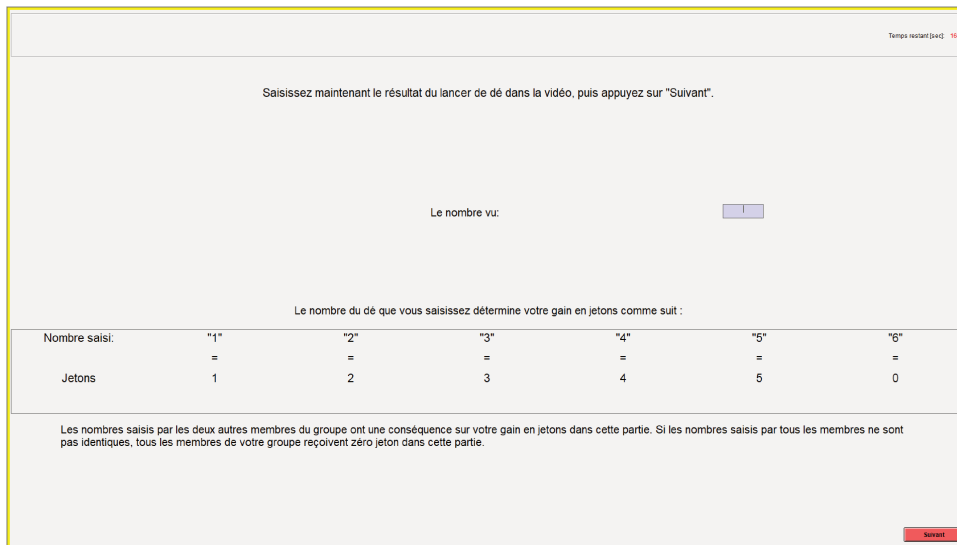 Temps restant [sec]: 16
Saisissez maintenant le résultat du lancer de dé dans la vidéo, puis appuyez sur "Suivant".
Le nombre vu:
Le nombre du dé que vous saisissez détermine votre gain en jetons comme suit :
Nombre saisi: "1" "2" "3" "4" "5" "6"
= = = = = =
Jetons 1 2 3 4 5 0
Les nombres saisis par les deux autres membres du groupe ont une conséquence sur votre gain en jetons dans cette partie. Si les nombres saisis par tous les membres ne sont
pas identiques, tous les membres de votre groupe reçoivent zéro jeton dans cette partie.
Suivant